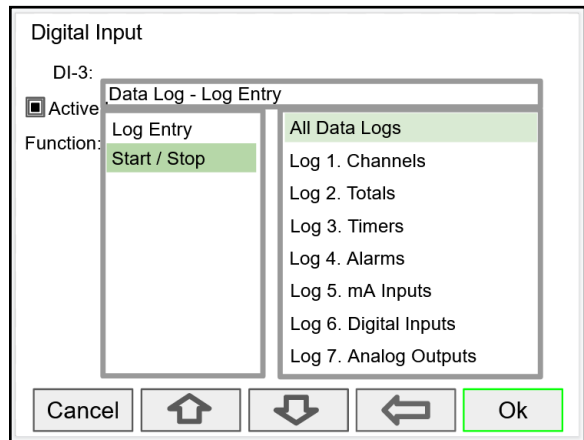 Digital Input
DI-3:
Data Log - Log Entry
Active
Function:
Log Entry
Start / Stop
All Data Logs
Log 1. Channels
Log 2. Totals
Log 3. Timers
Log 4. Alarms
Log 5. mA Inputs
Log 6. Digital Inputs
Log 7. Analog Outputs
Cancel
Ok